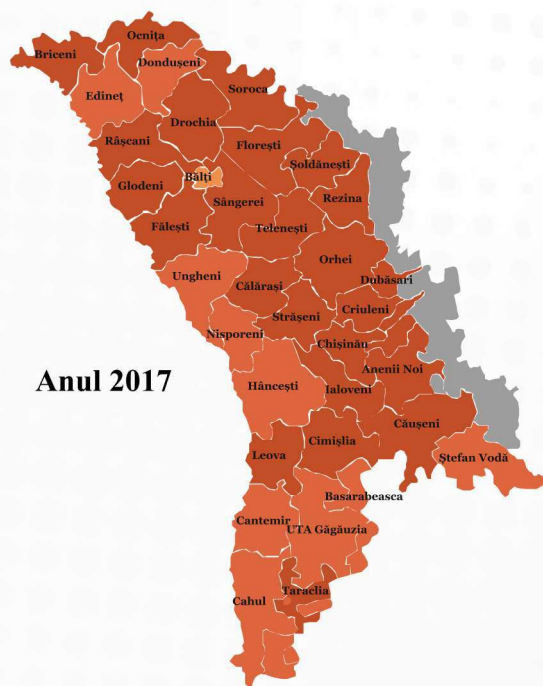 Ocnița
Briceni
Dondușeni
Edineț
Soroca
Drochia
Râșcani
Florești
Șoldănești
Bălți
Glodeni
Rezina
Sângerei
Telenești
Fălești
Orhei
Ungheni
Dubăsari
Călărași
Criuleni
Strășeni
Nisporeni
Chișinău
Anenii Noi
Anul 2017
Hâncești
Ialoveni
Căușeni
Cimișlia
Leova
Ștefan Vodă
Basarabeasca
Cantemir
UTA Găgăuzia
Taraclia
Cahul